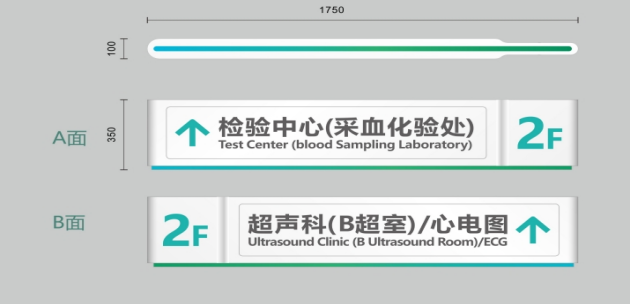 1750
100
A面
350
检验中心(采血化验处)
Test Center (blood Sampling Laboratory)
2F
B面
2F
超声科(B超室)/心电图
Ultrasound Clinic (B Ultrasound Room)/ECG